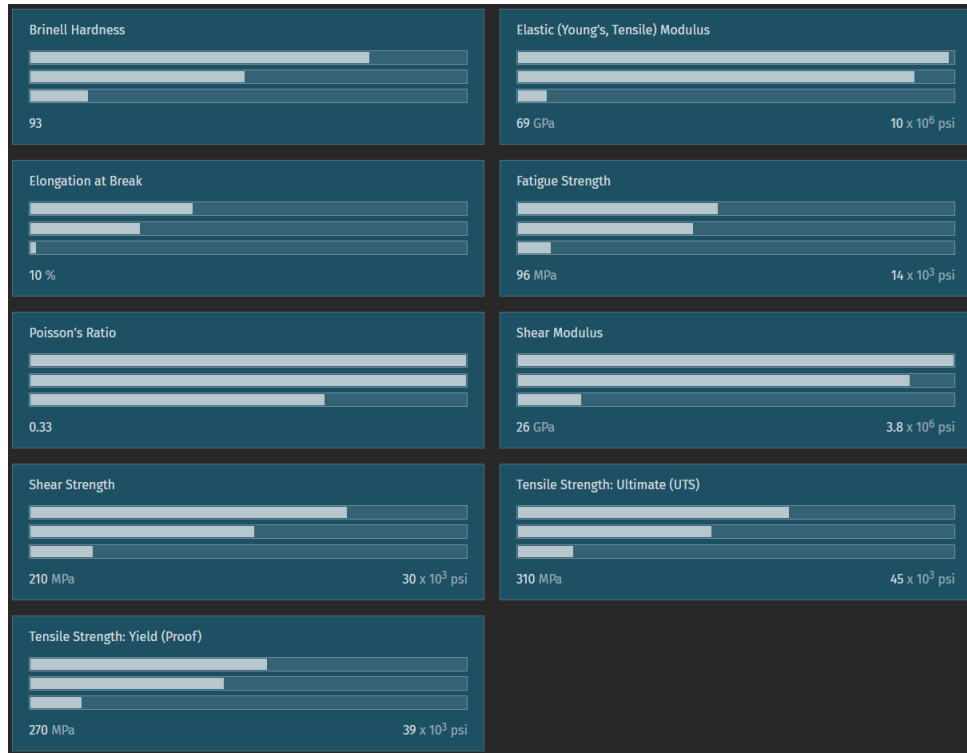 Brinell Hardness
93
Elastic (Young's, Tensile) Modulus
69 GPa 10 x 10⁶ psi
Elongation at Break
10 %
Fatigue Strength
96 MPa 14 x 10³ psi
Poisson's Ratio
0.33
Shear Modulus
26 GPa 3.8 x 10⁶ psi
Shear Strength
210 MPa 30 x 10³ psi
Tensile Strength: Ultimate (UTS)
310 MPa 45 x 10³ psi
Tensile Strength: Yield (Proof)
270 MPa 39 x 10³ psi